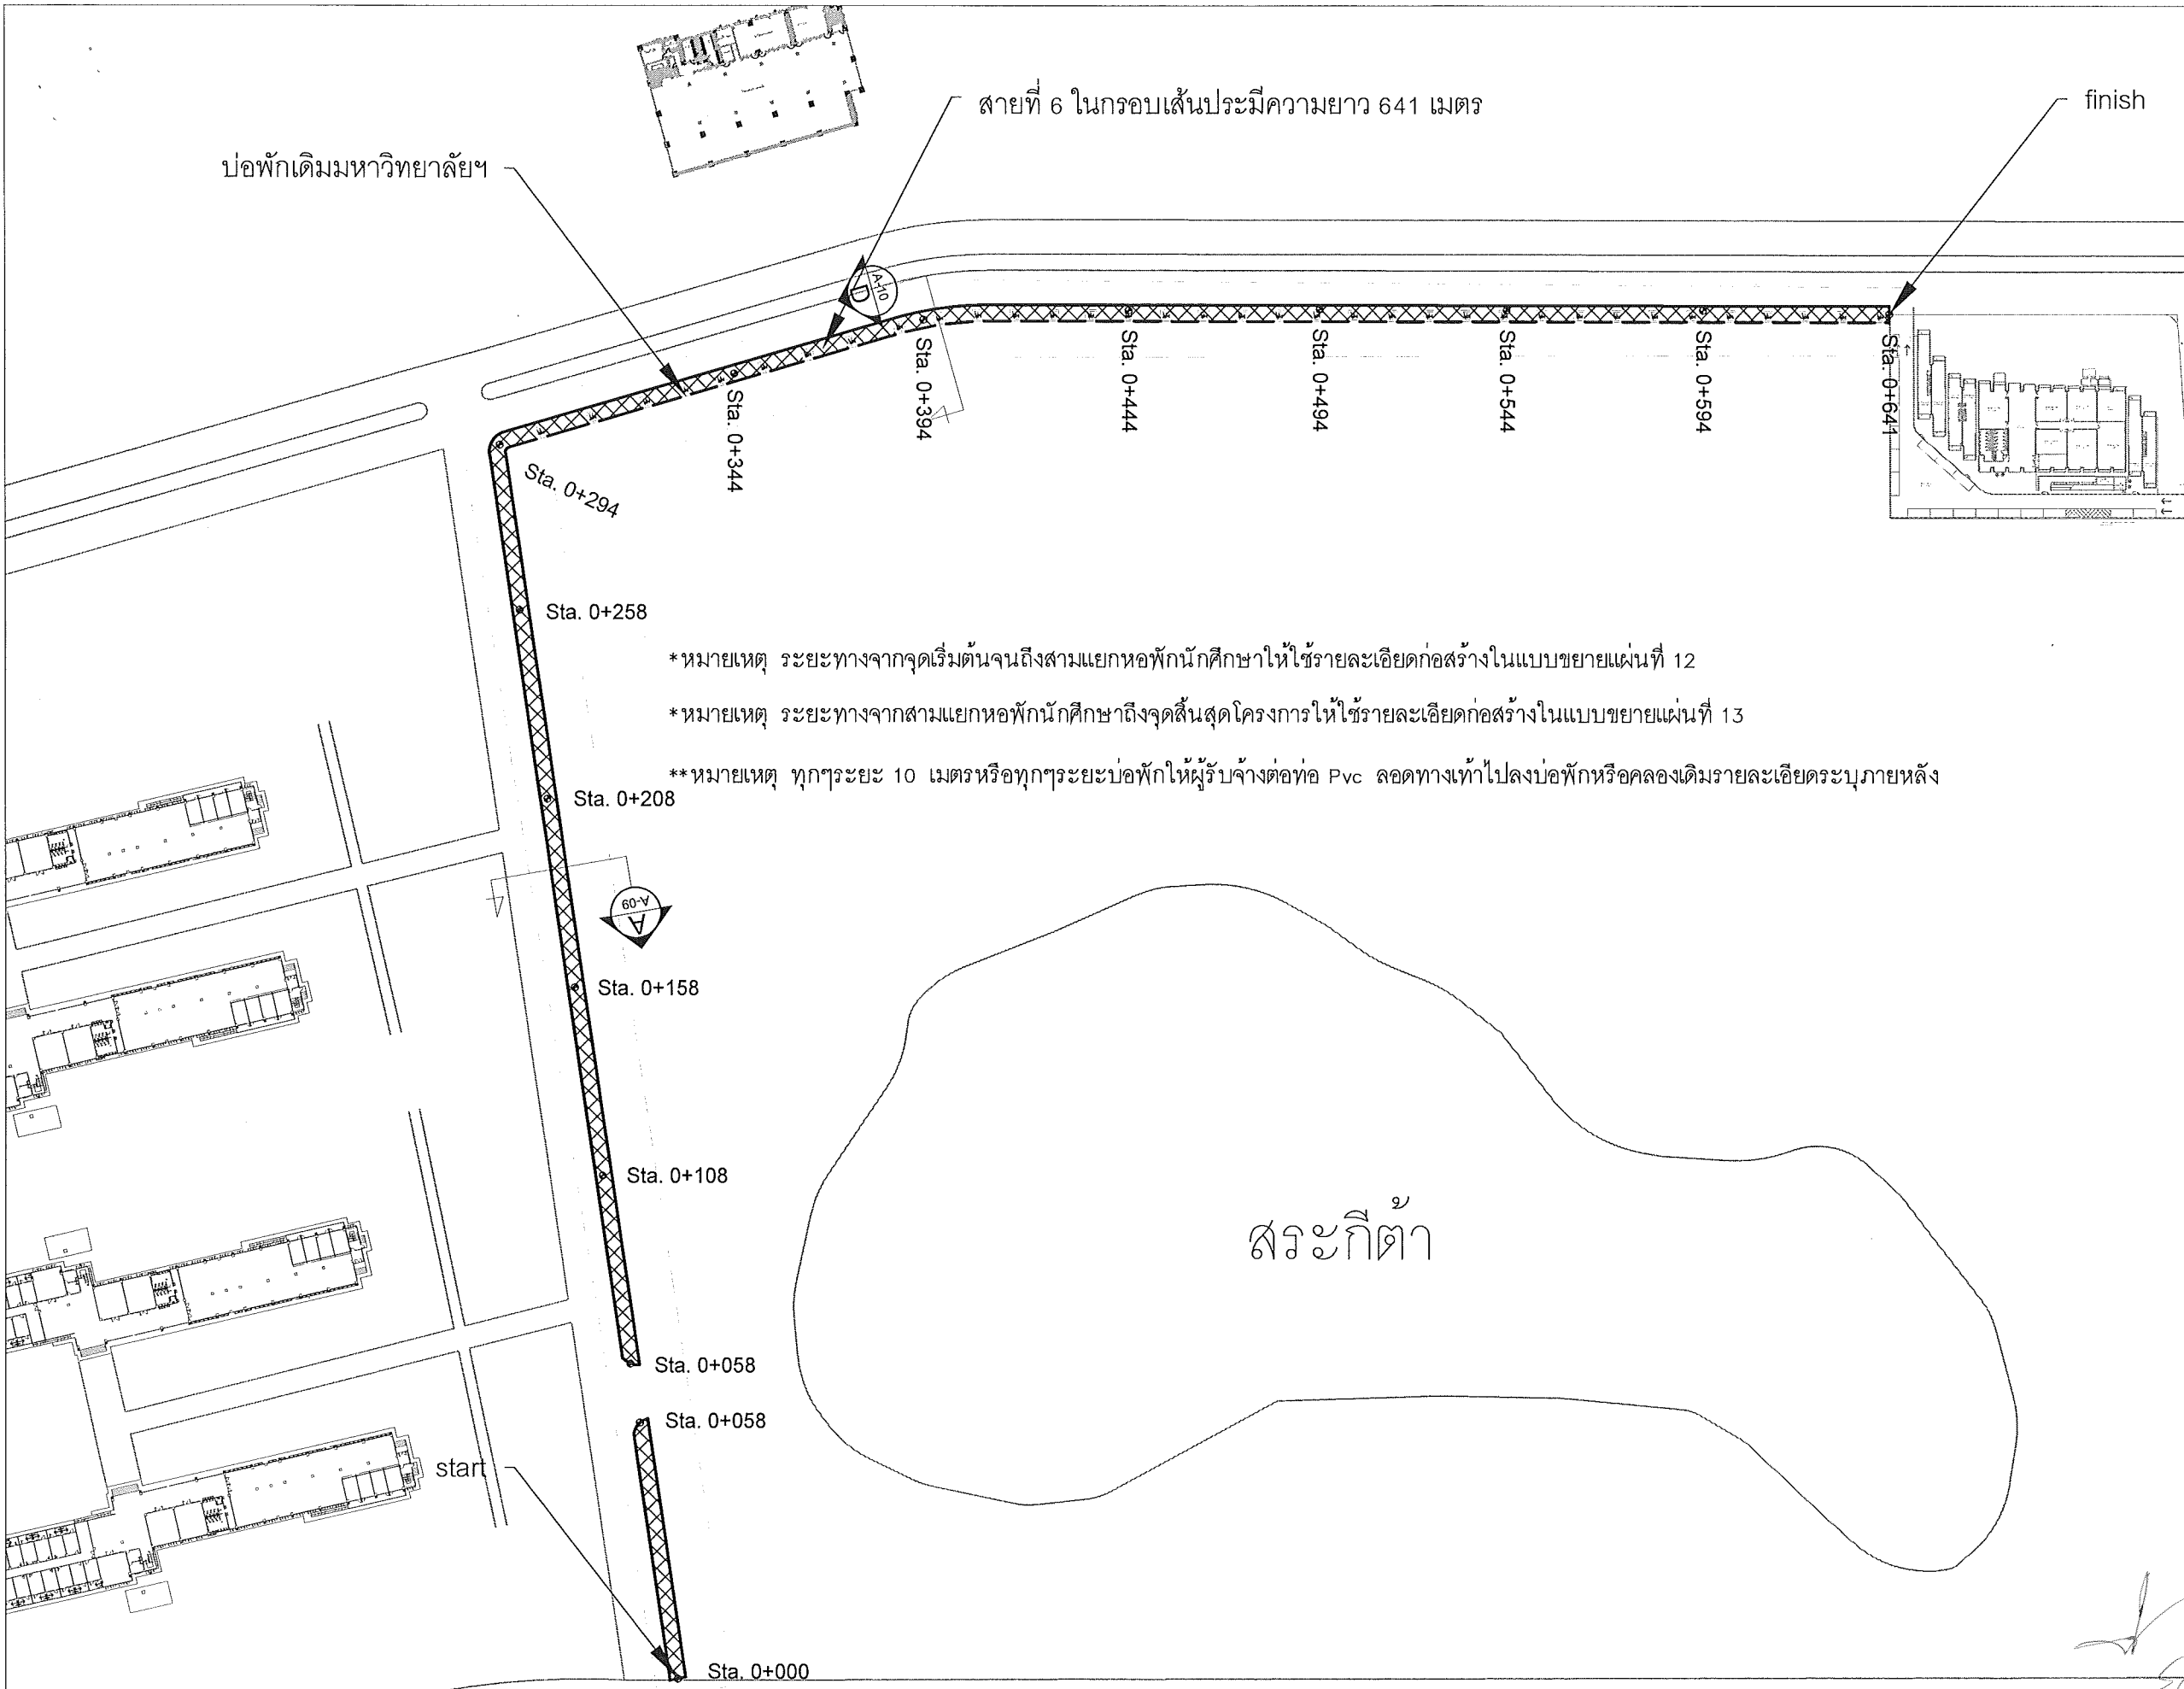 สายที่ 6 ในกรอบเส้นประมีความยาว 641 เมตร
finish
บ่อพักเดิมมหาวิทยาลัยฯ
A-10
D
Sta. 0+294
Sta. 0+344
Sta. 0+394
Sta. 0+444
Sta. 0+494
Sta. 0+544
Sta. 0+594
Sta. 0+641
Sta. 0+258
*หมายเหตุ ระยะทางจากจุดเริ่มต้นจนถึงสามแยกหอพักนักศึกษาให้ใช้รายละเอียดก่อสร้างในแบบขยายแผ่นที่ 12
*หมายเหตุ ระยะทางจากสามแยกหอพักนักศึกษาถึงจุดสิ้นสุดโครงการให้ใช้รายละเอียดก่อสร้างในแบบขยายแผ่นที่ 13
**หมายเหตุ ทุกๆระยะ 10 เมตรหรือทุกๆระยะบ่อพักให้ผู้รับจ้างต่อท่อ Pvc ลอดทางเท้าไปลงบ่อพักหรือคลองเดิมรายละเอียดระบุภายหลัง
Sta. 0+208
A-09
A
Sta. 0+158
Sta. 0+108
สระกีต้า
Sta. 0+058
Sta. 0+058
start
Sta. 0+000